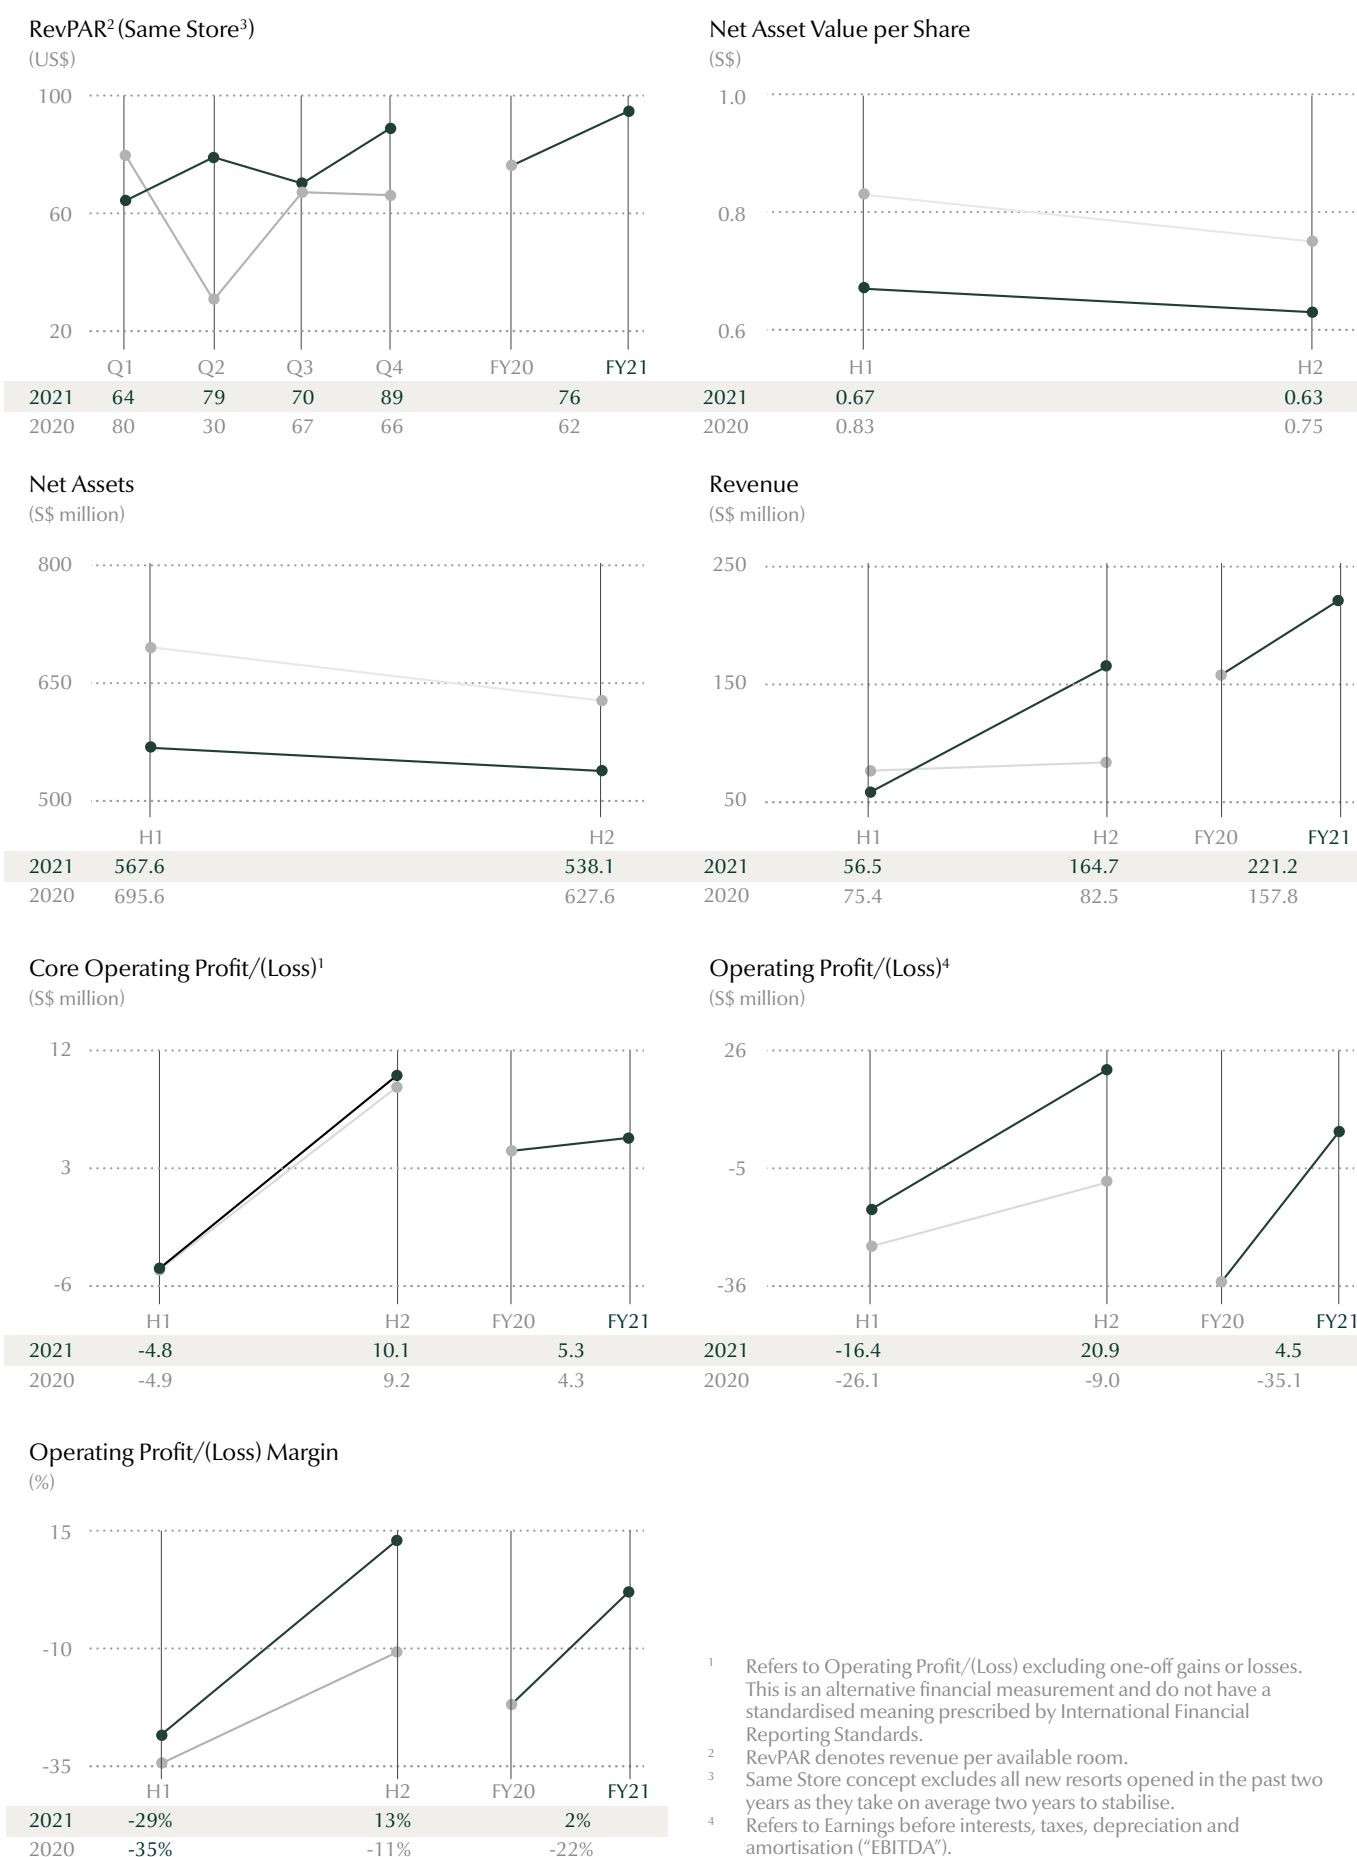 RevPAR² (Same Store³)
(US$)
100
60
20
Q1 Q2 Q3 Q4 FY20 FY21
2021 64 79 70 89 76
2020 80 30 67 66 62
Net Asset Value per Share
(S$)
1.0
0.8
0.6
H1 H2
2021 0.67 0.63
2020 0.83 0.75
Net Assets
(S$ million)
800
650
500
H1 H2
2021 567.6 538.1
2020 695.6 627.6
Revenue
(S$ million)
250
150
50
H1 H2 FY20 FY21
2021 56.5 164.7 221.2
2020 75.4 82.5 157.8
Core Operating Profit/(Loss)¹
(S$ million)
12
3
-6
H1 H2 FY20 FY21
2021 -4.8 10.1 5.3
2020 -4.9 9.2 4.3
Operating Profit/(Loss)⁴
(S$ million)
26
-5
-36
H1 H2 FY20 FY21
2021 -16.4 20.9 4.5
2020 -26.1 -9.0 -35.1
Operating Profit/(Loss) Margin
(%)
15
-10
-35
H1 H2 FY20 FY21
2021 -29% 13% 2%
2020 -35% -11% -22%
¹ Refers to Operating Profit/(Loss) excluding one-off gains or losses.
This is an alternative financial measurement and do not have a
standardised meaning prescribed by International Financial
Reporting Standards.
² RevPAR denotes revenue per available room.
³ Same Store concept excludes all new resorts opened in the past two
years as they take on average two years to stabilise.
⁴ Refers to Earnings before interests, taxes, depreciation and
amortisation (“EBITDA”).